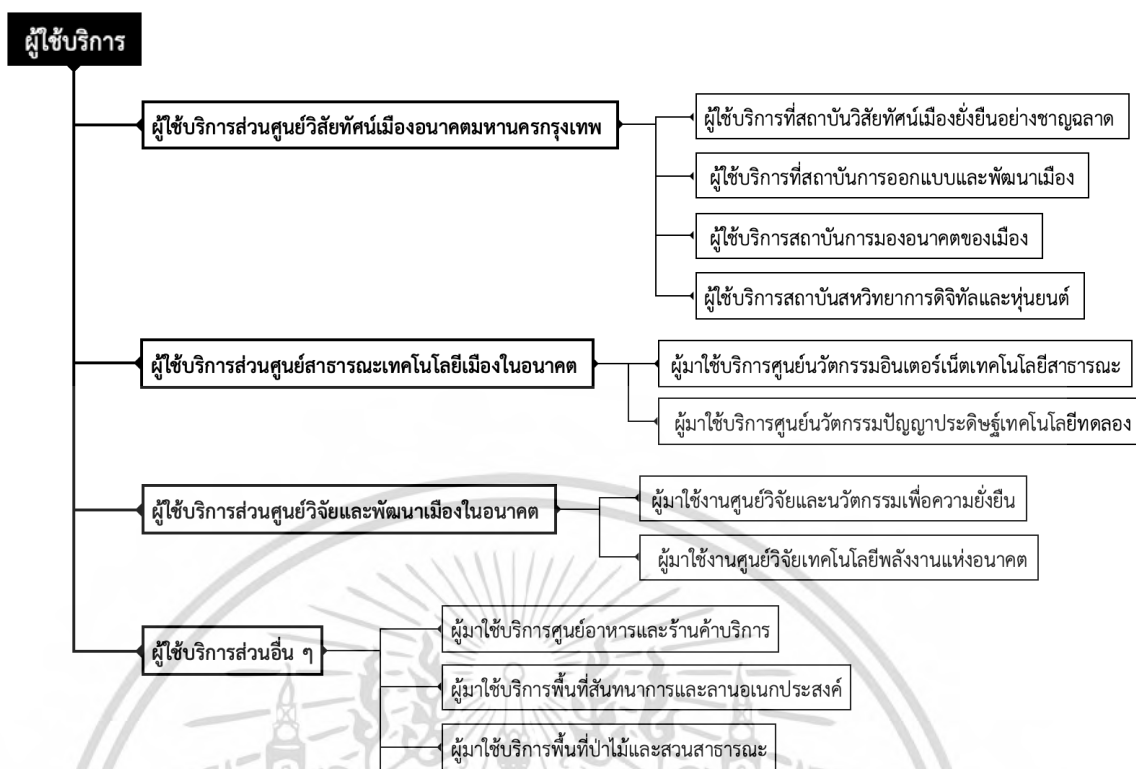 ผู้ใช้บริการ
ผู้ใช้บริการส่วนศูนย์วิสัยทัศน์เมืองอนาคตมหานครกรุงเทพ
ผู้ใช้บริการที่สถาบันวิสัยทัศน์เมืองยั่งยืนอย่างชาญฉลาด
ผู้ใช้บริการที่สถาบันการออกแบบและพัฒนาเมือง
ผู้ใช้บริการสถาบันการมองอนาคตของเมือง
ผู้ใช้บริการสถาบันสหวิทยาการดิจิทัลและหุ่นยนต์
ผู้ใช้บริการส่วนศูนย์สาธารณะเทคโนโลยีเมืองในอนาคต
ผู้มาใช้บริการศูนย์นวัตกรรมอินเตอร์เน็ตเทคโนโลยีสาธารณะ
ผู้มาใช้บริการศูนย์นวัตกรรมปัญญาประดิษฐ์เทคโนโลยีทดลอง
ผู้ใช้บริการส่วนศูนย์วิจัยและพัฒนาเมืองในอนาคต
ผู้มาใช้งานศูนย์วิจัยและนวัตกรรมเพื่อความยั่งยืน
ผู้มาใช้งานศูนย์วิจัยเทคโนโลยีพลังงานแห่งอนาคต
ผู้ใช้บริการส่วนอื่น ๆ
ผู้มาใช้บริการศูนย์อาหารและร้านค้าบริการ
ผู้มาใช้บริการพื้นที่สันทนาการและลานอเนกประสงค์
ผู้มาใช้บริการพื้นที่ป่าไม้และสวนสาธารณะ